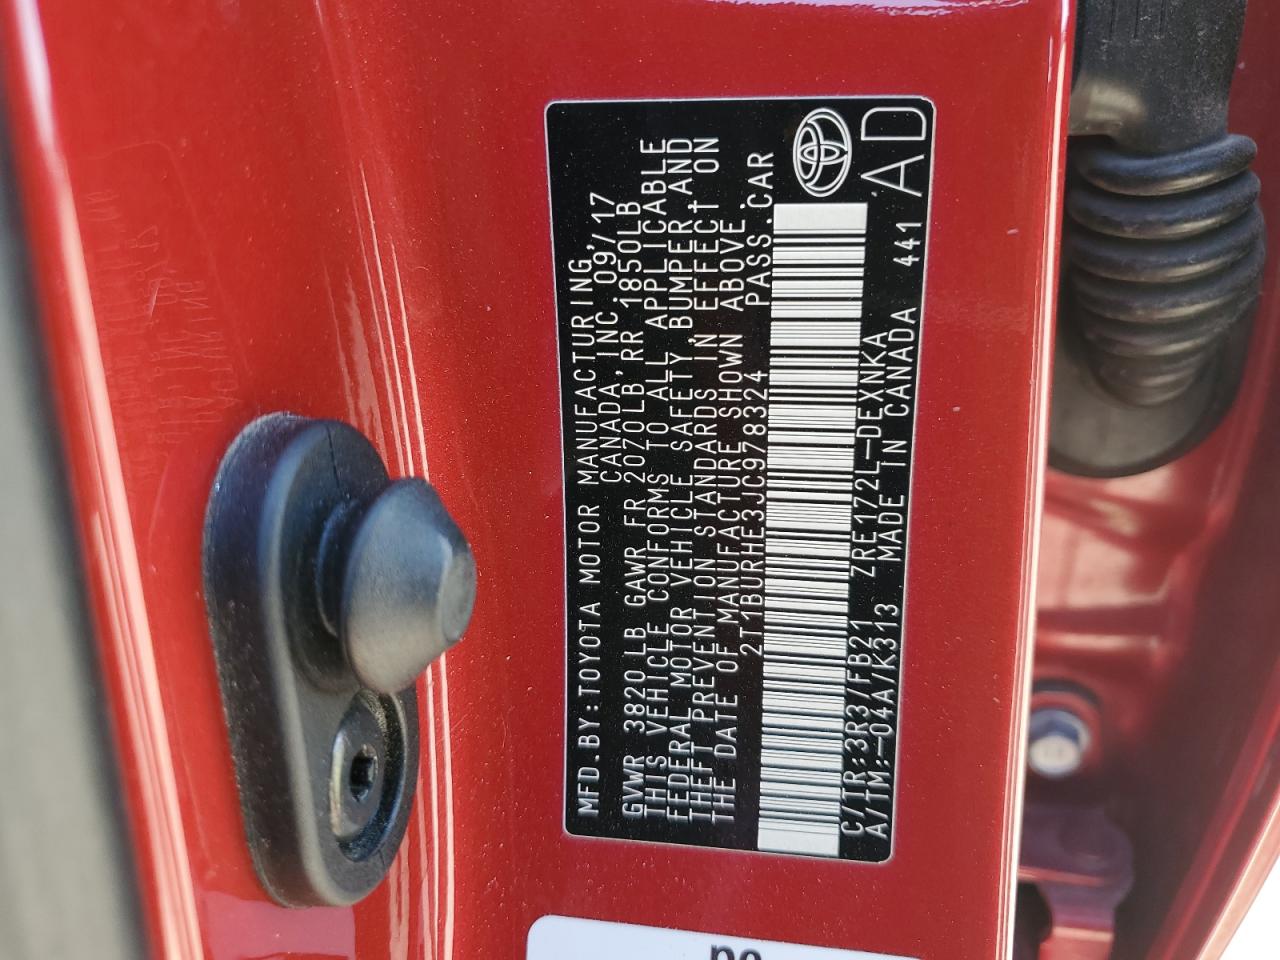 MFD.BY:TOYOTA MOTOR MANUFACTURING,
CANADA,INC.09/17
GVWR 3820LB GAWR FR 2070LB,RR 1850LB
THIS VEHICLE CONFORMS TO ALL APPLICABLE
FEDERAL MOTOR VEHICLE SAFETY,BUMPER,AND
THEFT PREVENTION STANDARDS IN EFFECT ON
THE DATE OF MANUFACTURE SHOWN ABOVE.
2T1BURHE3JC978324 PASS.CAR
C/TR:3R3/FB21 ZRE172L-DEXNKA
A/TM:-04A/K313 MADE IN CANADA 441
AD